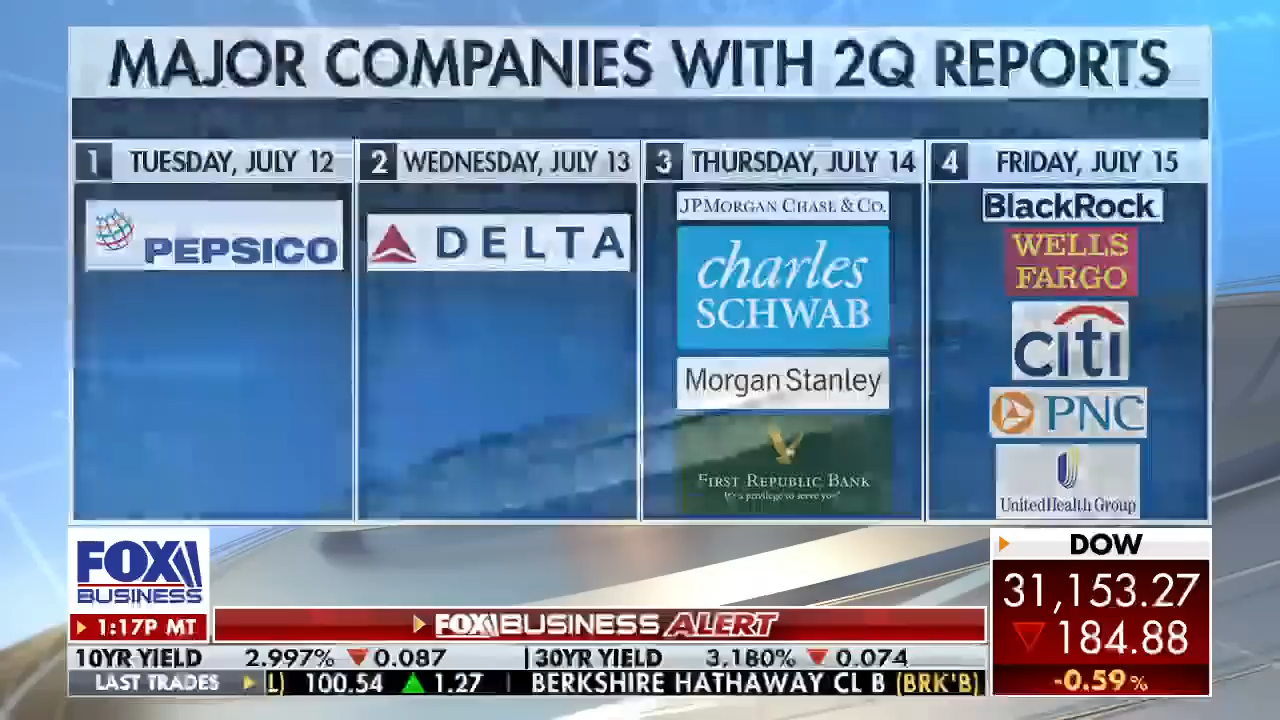 MAJOR COMPANIES WITH 2Q REPORTS
1 TUESDAY, JULY 12
PEPSICO
2 WEDNESDAY, JULY 13
DELTA
3 THURSDAY, JULY 14
JPMORGAN CHASE & CO.
charles
SCHWAB
Morgan Stanley
FIRST REPUBLIC BANK
It's a privilege to serve you®
4 FRIDAY, JULY 15
BlackRock
WELLS
FARGO
citi
PNC
UnitedHealth Group
FOX
BUSINESS
1:17P MT
FOX BUSINESS ALERT
DOW
31,153.27
184.88
-0.59%
10YR YIELD 2.997% 0.087 30YR YIELD 3.180% 0.074
LAST TRADES L) 100.54 1.27 BERKSHIRE HATHAWAY CL B (BRK'B)